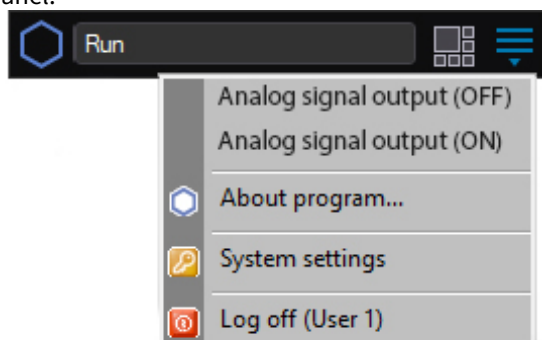 Run
Analog signal output (OFF)
Analog signal output (ON)
About program...
System settings
Log off (User 1)